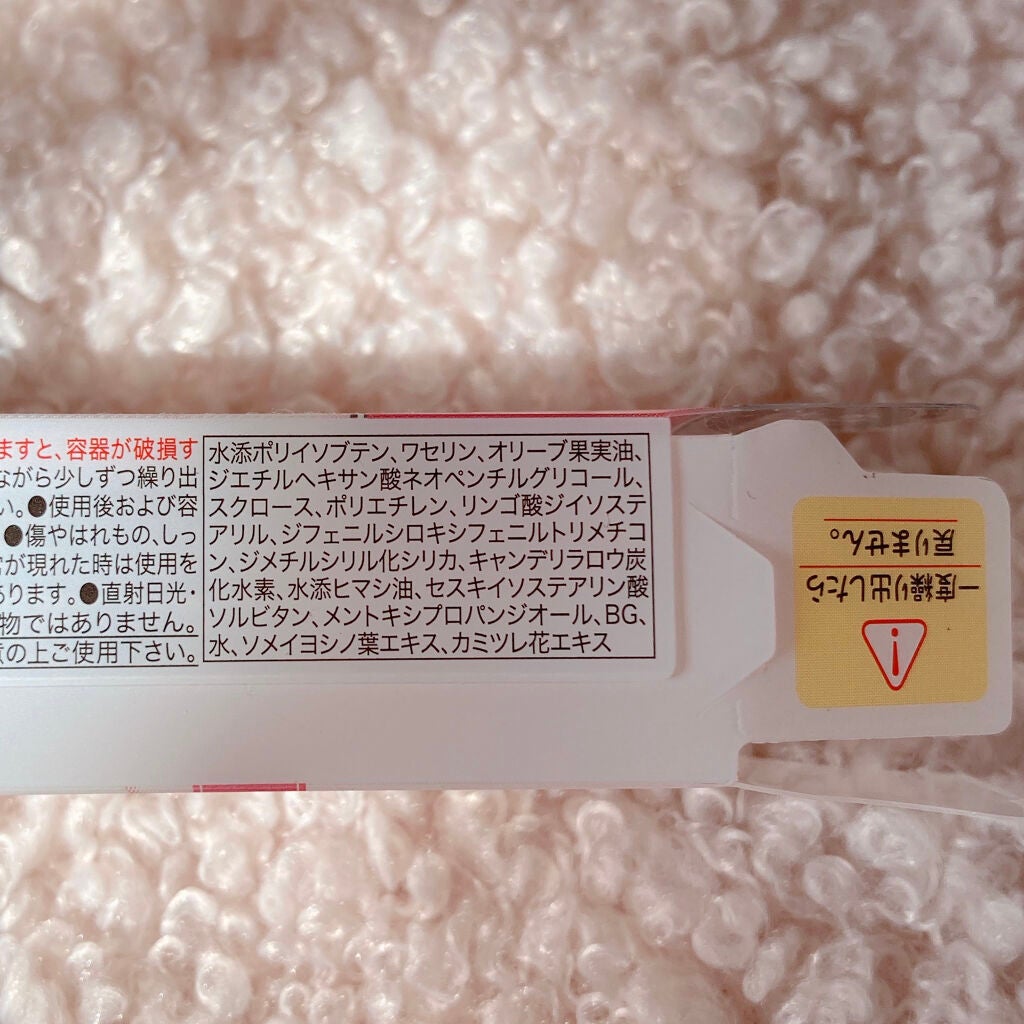 ますと、容器が破損す
ながら少しずつ繰り出
い。●使用後および容
●傷やはれもの、しっ
が現れた時は使用を
あります。●直射日光・
物ではありません。
の上ご使用下さい。
水添ポリイソブテン、ワセリン、オリーブ果実油、
ジエチルヘキサン酸ネオペンチルグリコール、
スクロース、ポリエチレン、リンゴ酸ジイソステ
アリル、ジフェニルシロキシフェニルトリメチコ
ン、ジメチルシリル化シリカ、キャンデリラロウ炭
化水素、水添ヒマシ油、セスキイソステアリン酸
ソルビタン、メントキシプロパンジオール、BG、
水、ソメイヨシノ葉エキス、カミツレ花エキス
一度繰り出したら
戻りません。